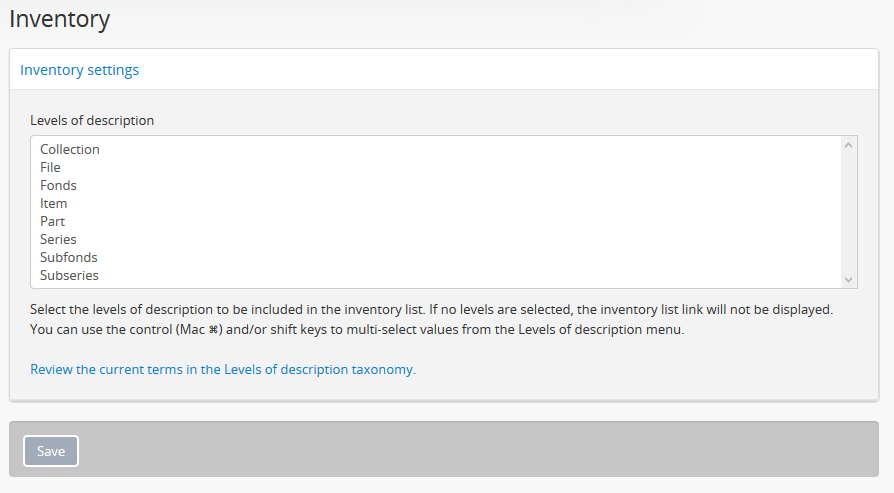 Inventory
Inventory settings
Levels of description
Collection
File
Fonds
Item
Part
Series
Subfonds
Subseries
Select the levels of description to be included in the inventory list. If no levels are selected, the inventory list link will not be displayed.
You can use the control (Mac ⌘) and/or shift keys to multi-select values from the Levels of description menu.
Review the current terms in the Levels of description taxonomy.
Save